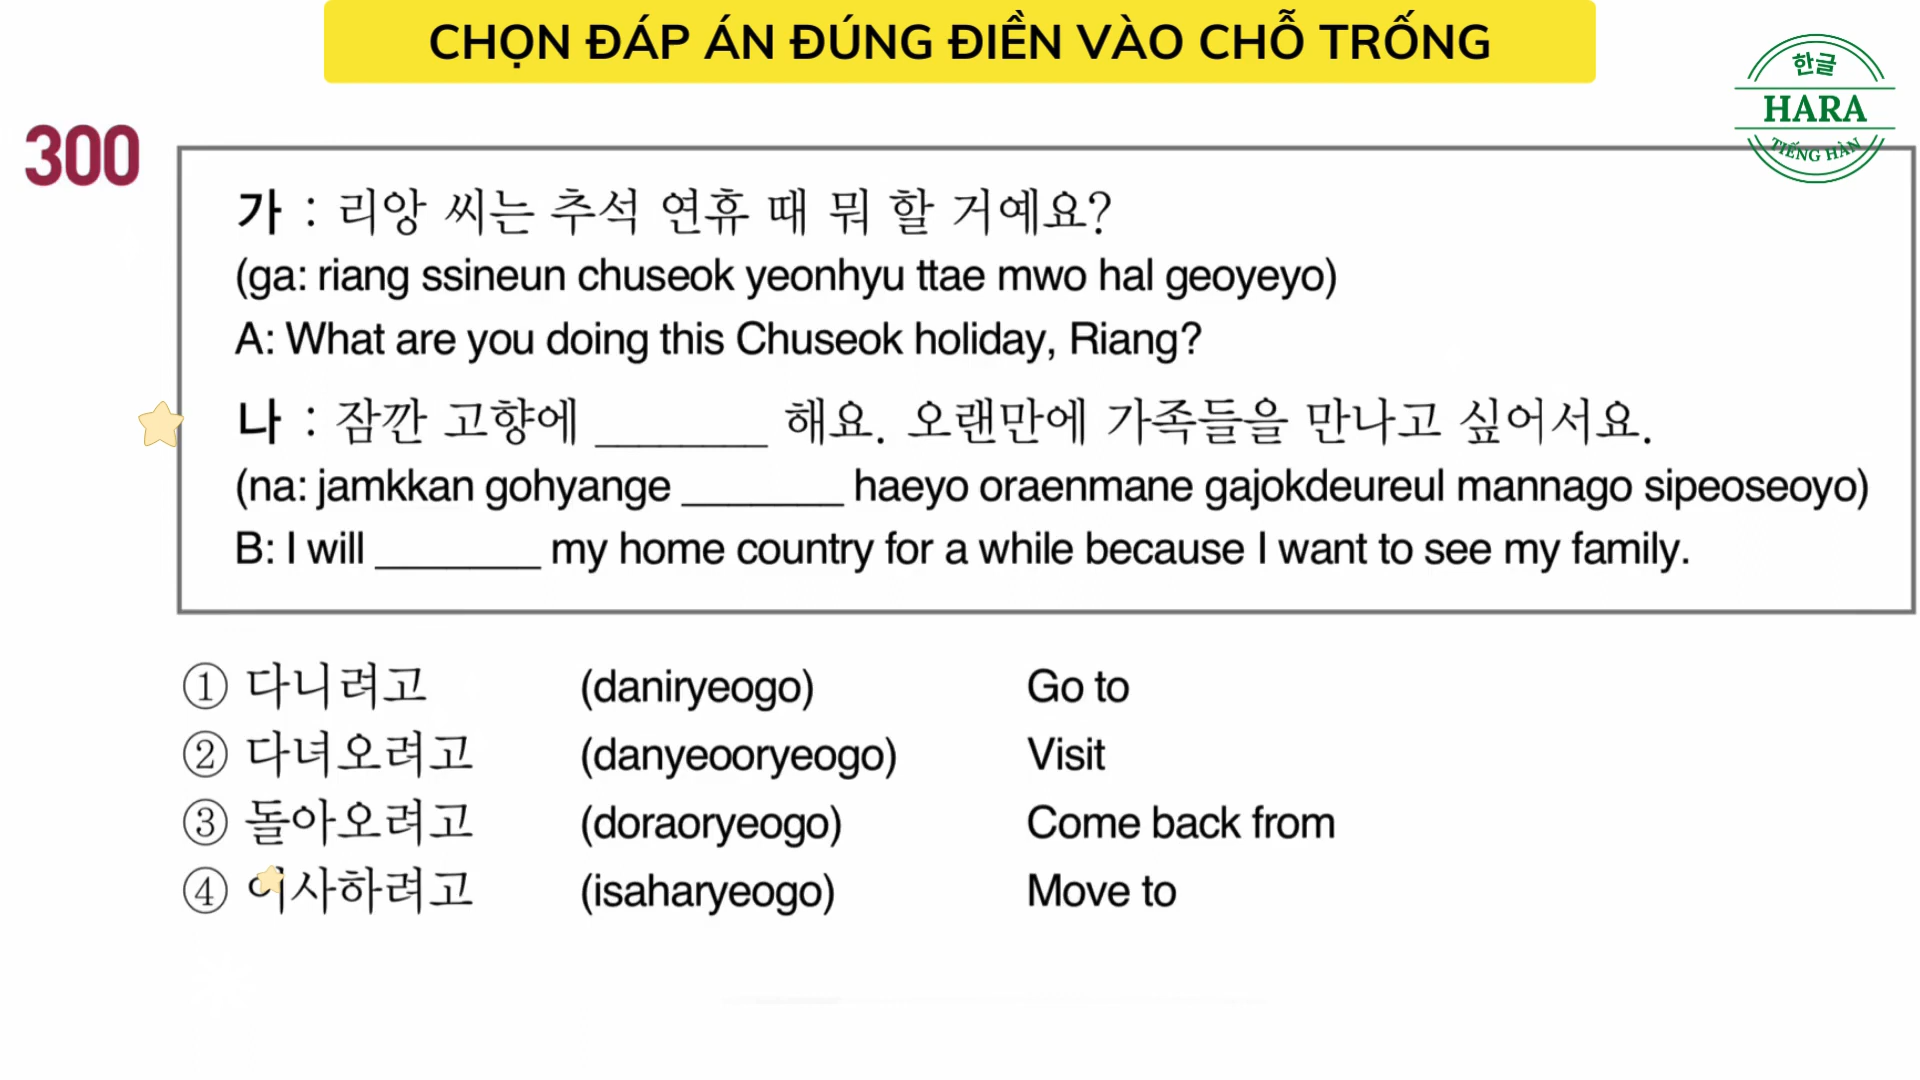 CHỌN ĐÁP ÁN ĐÚNG ĐIỀN VÀO CHỖ TRỐNG
한글
HARA
TIẾNG HÀN
300
가 : 리앙 씨는 추석 연휴 때 뭐 할 거예요?
(ga: riang ssineun chuseok yeonhyu ttae mwo hal geoyeyo)
A: What are you doing this Chuseok holiday, Riang?
나 : 잠깐 고향에 ________ 해요. 오랜만에 가족들을 만나고 싶어서요.
(na: jamkkan gohyange _______ haeyo oraenmane gajokdeureul mannago sipeoseoyo)
B: I will _______ my home country for a while because I want to see my family.
① 다니려고 (daniryeogo) Go to
② 다녀오려고 (danyeooryeogo) Visit
③ 돌아오려고 (doraoryeogo) Come back from
④ 이사하려고 (isaharyeogo) Move to